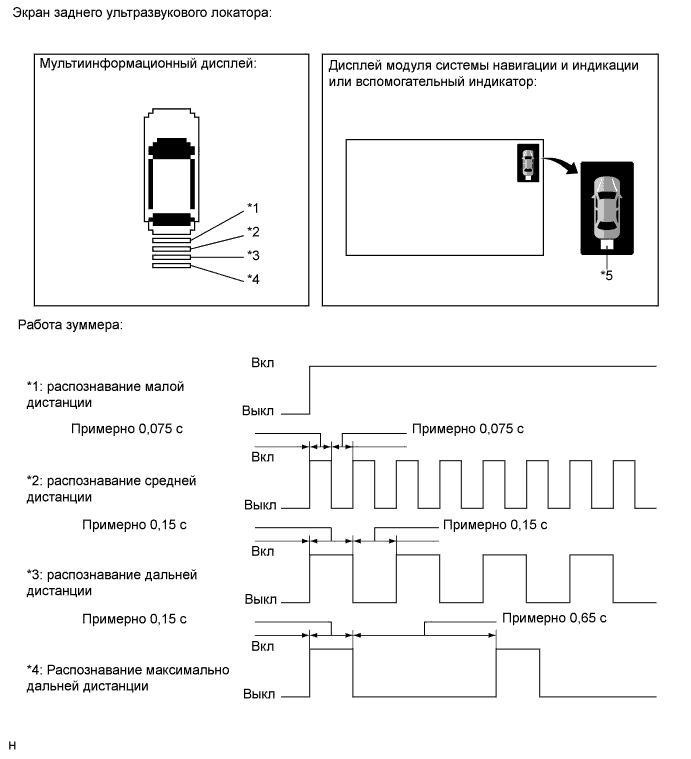 Экран заднего ультразвукового локатора:
Мультиинформационный дисплей:
*1
*2
*3
*4
Дисплей модуля системы навигации и индикации
или вспомогательный индикатор:
*5
Работа зуммера:
*1: распознавание малой
дистанции
Вкл
Выкл
Примерно 0,075 с
Примерно 0,075 с
*2: распознавание средней
дистанции
Вкл
Выкл
Примерно 0,15 с
Примерно 0,15 с
*3: распознавание дальней
дистанции
Вкл
Выкл
Примерно 0,15 с
Примерно 0,65 с
*4: Распознавание максимально
дальней дистанции
Вкл
Выкл
H